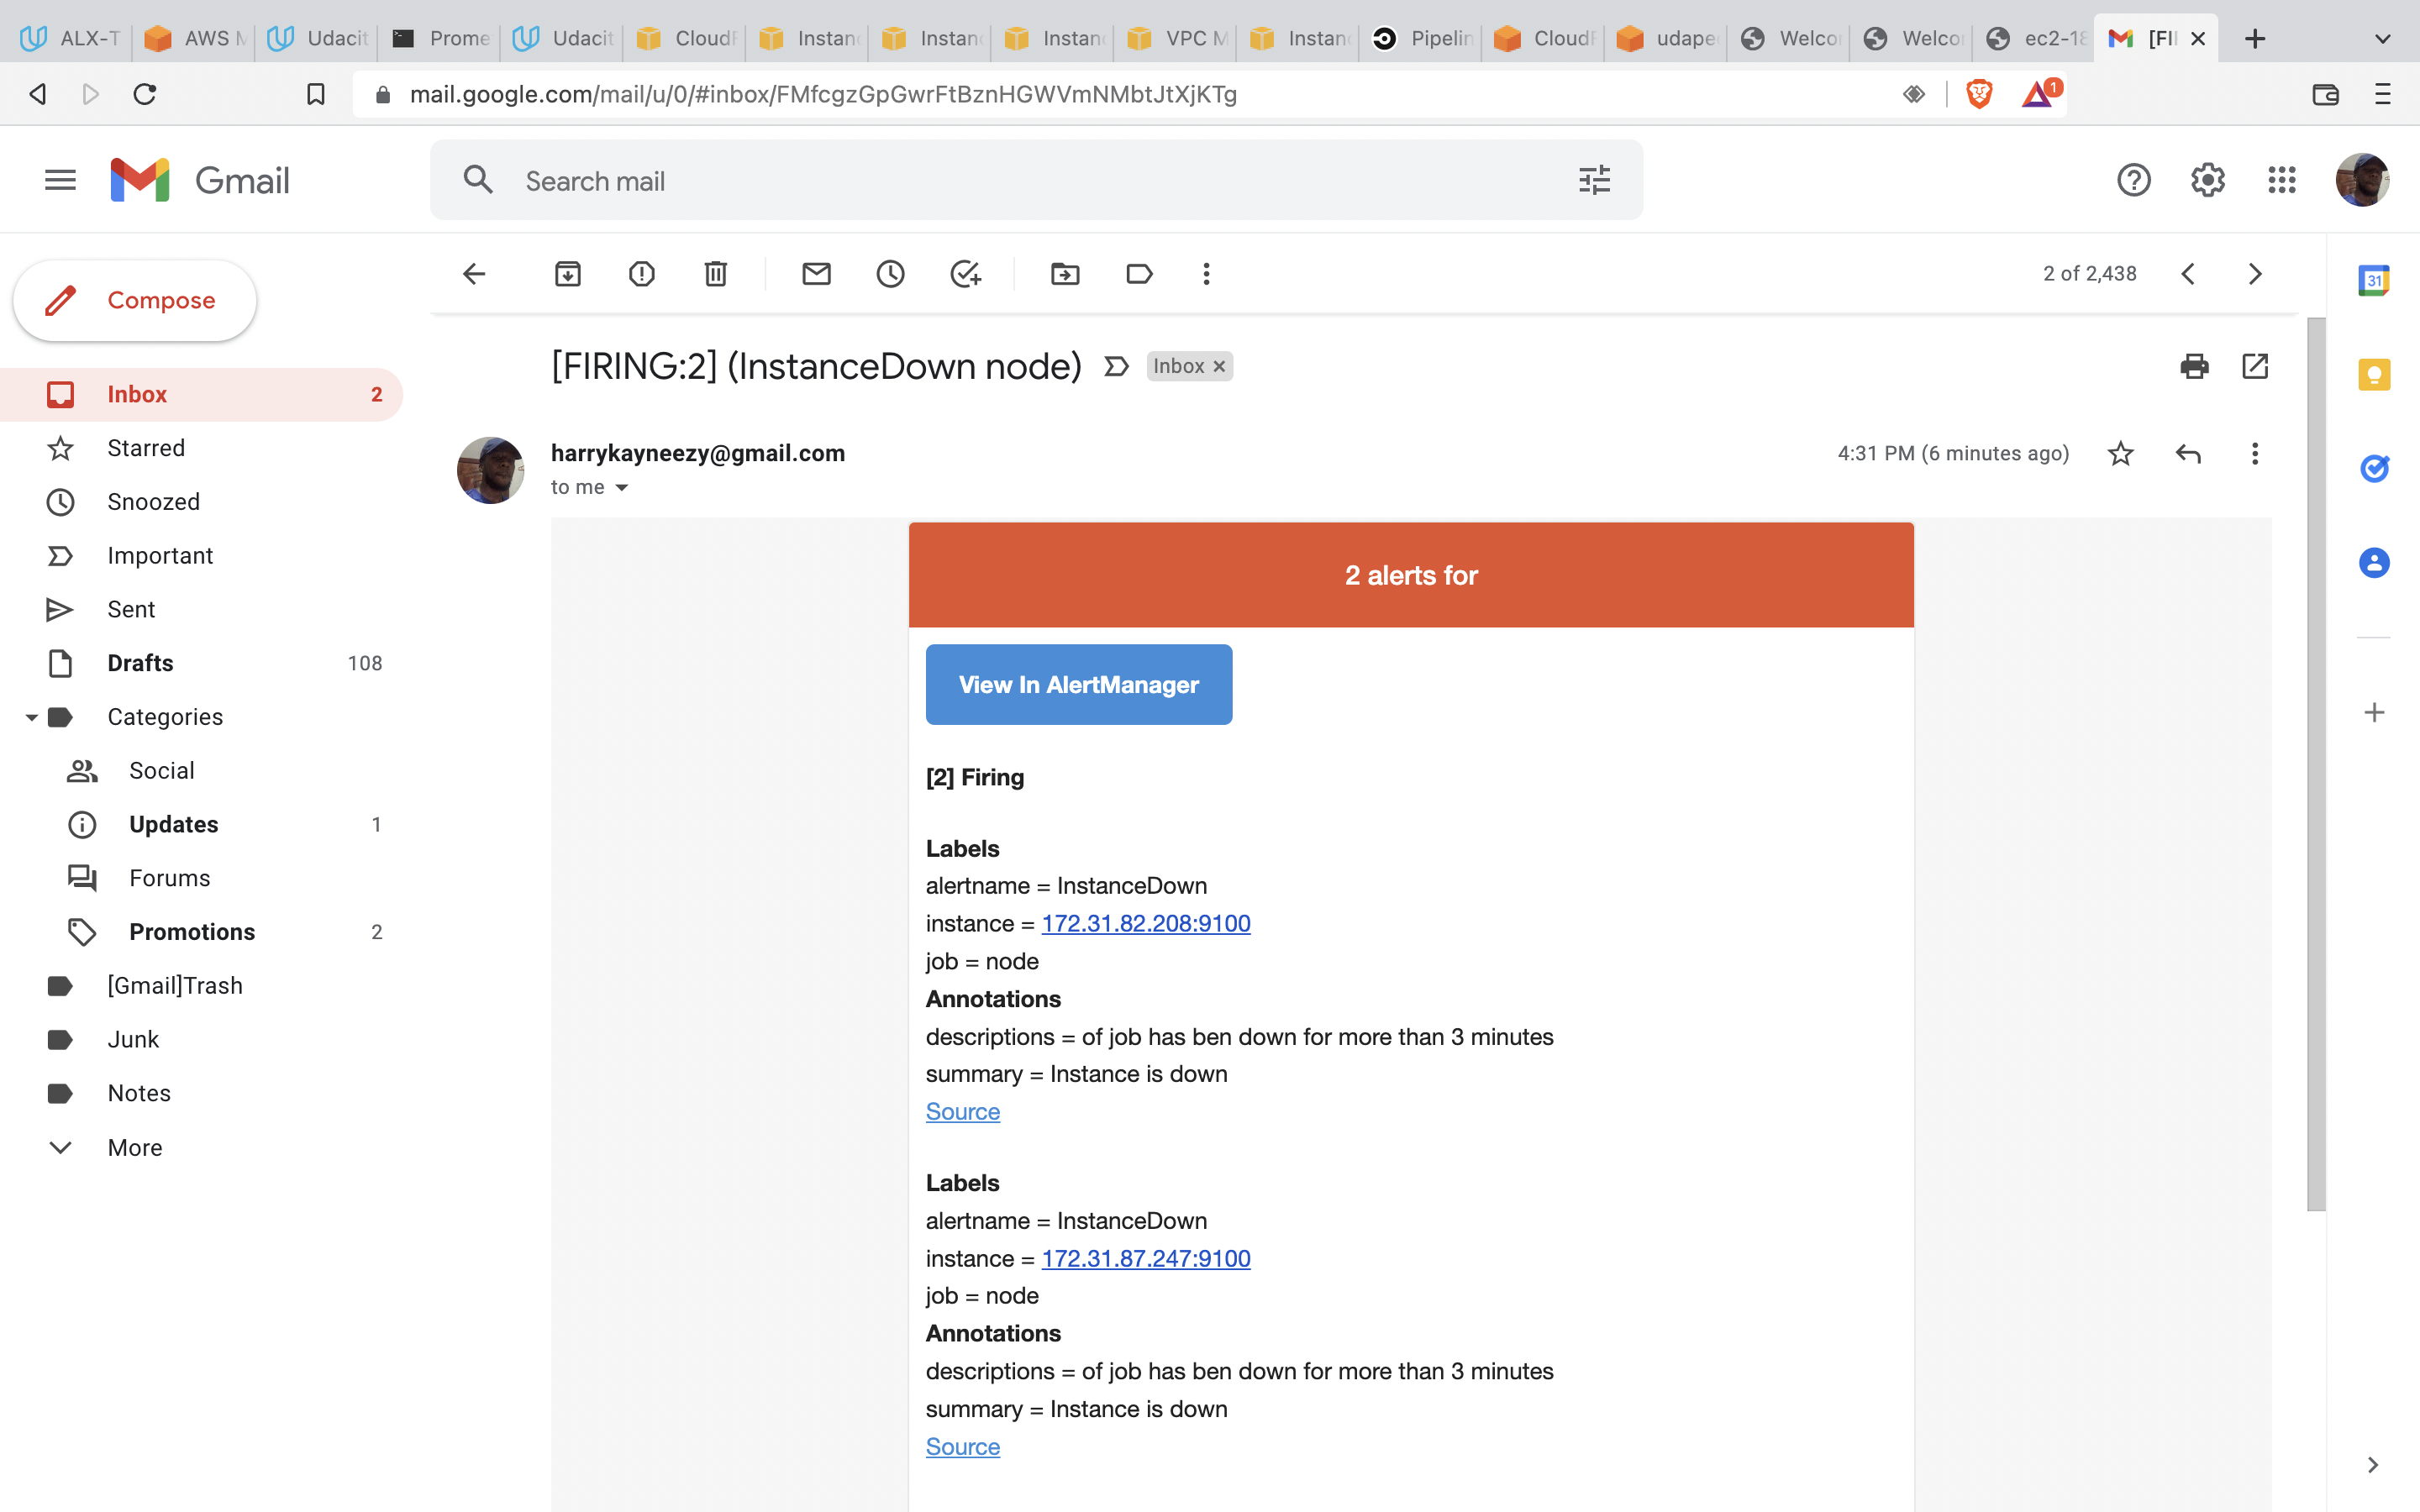 ALX-T AWS M Udacit Prome Udacit CloudF Instan Instan Instan VPC M Instan Pipelin CloudF udape Welco Welco ec2-18 [FI
mail.google.com/mail/u/0/#inbox/FMfcgzGpGwrFtBznHGWVmNMbtJtXjKTg
1
Gmail
Search mail
Compose
2 of 2,438
31
[FIRING:2] (InstanceDown node)
Inbox
Inbox 2
Starred
Snoozed
Important
Sent
Drafts 108
Categories
Social
Updates 1
Forums
Promotions 2
[Gmail]Trash
Junk
Notes
More
harrykayneezy@gmail.com
4:31 PM (6 minutes ago)
to me
2 alerts for
View In AlertManager
[2] Firing
Labels
alertname = InstanceDown
instance = 172.31.82.208:9100
job = node
Annotations
descriptions = of job has ben down for more than 3 minutes
summary = Instance is down
Source
Labels
alertname = InstanceDown
instance = 172.31.87.247:9100
job = node
Annotations
descriptions = of job has ben down for more than 3 minutes
summary = Instance is down
Source